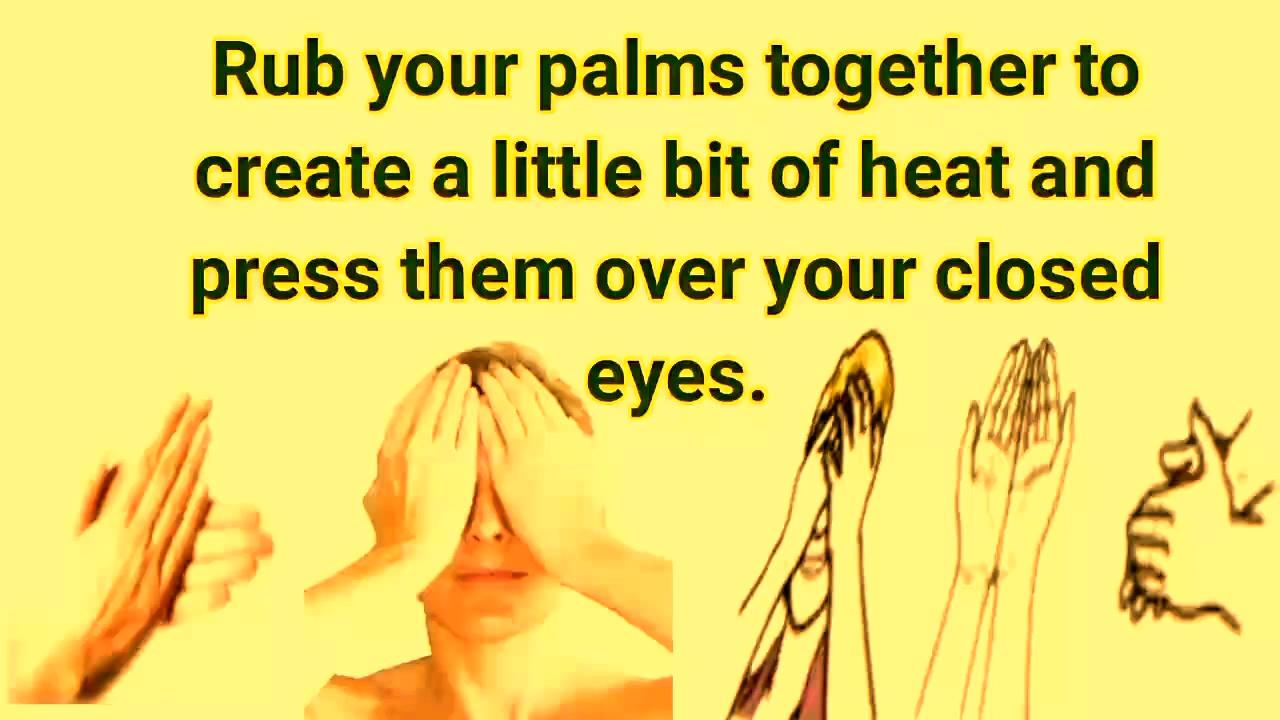 Rub your palms together to
create a little bit of heat and
press them over your closed
eyes.